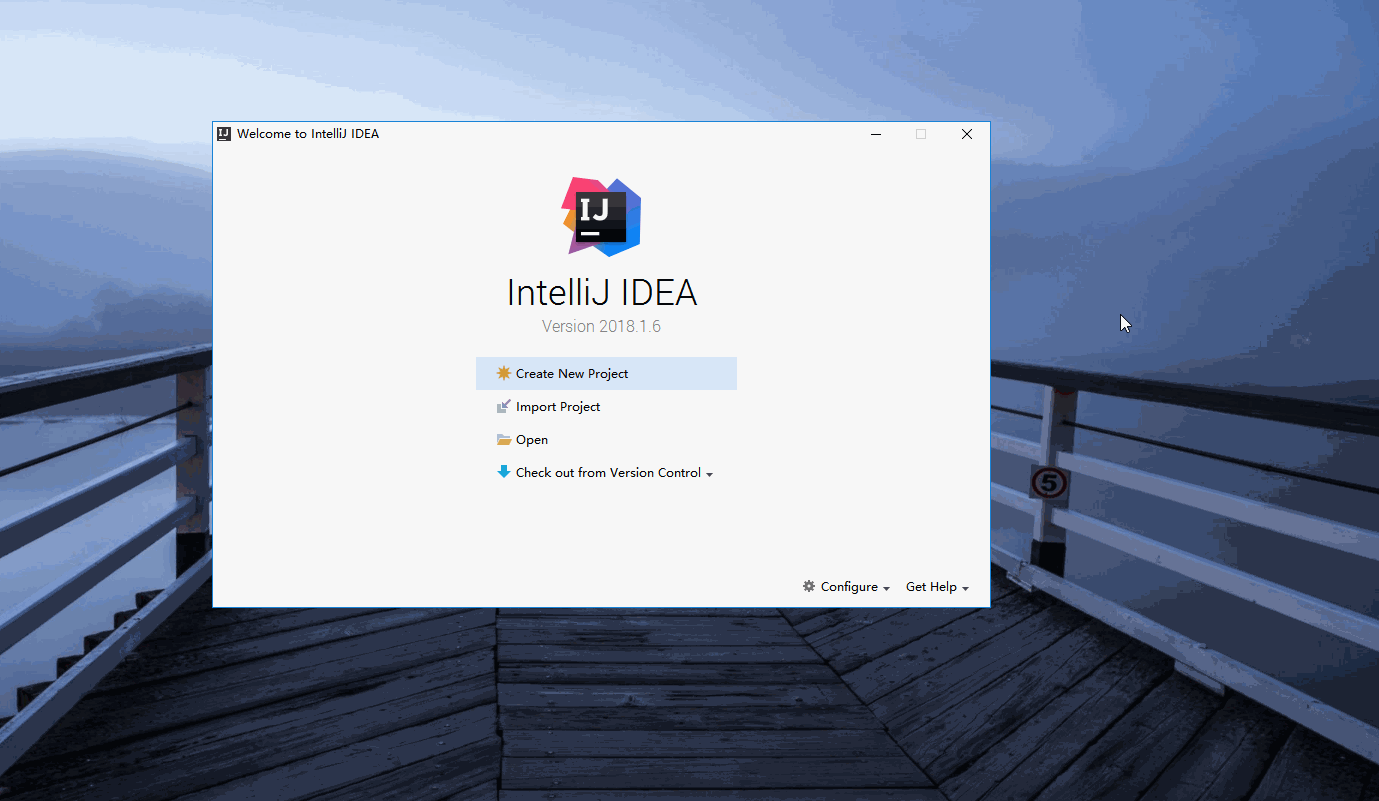 IJ Welcome to IntelliJ IDEA
IJ
IntelliJ IDEA
Version 2018.1.6
Create New Project
Import Project
Open
Check out from Version Control
Configure Get Help
5